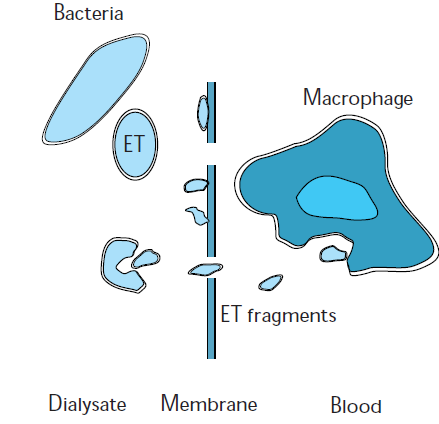 Bacteria
ET
Macrophage
ET fragments
Dialysate Membrane Blood